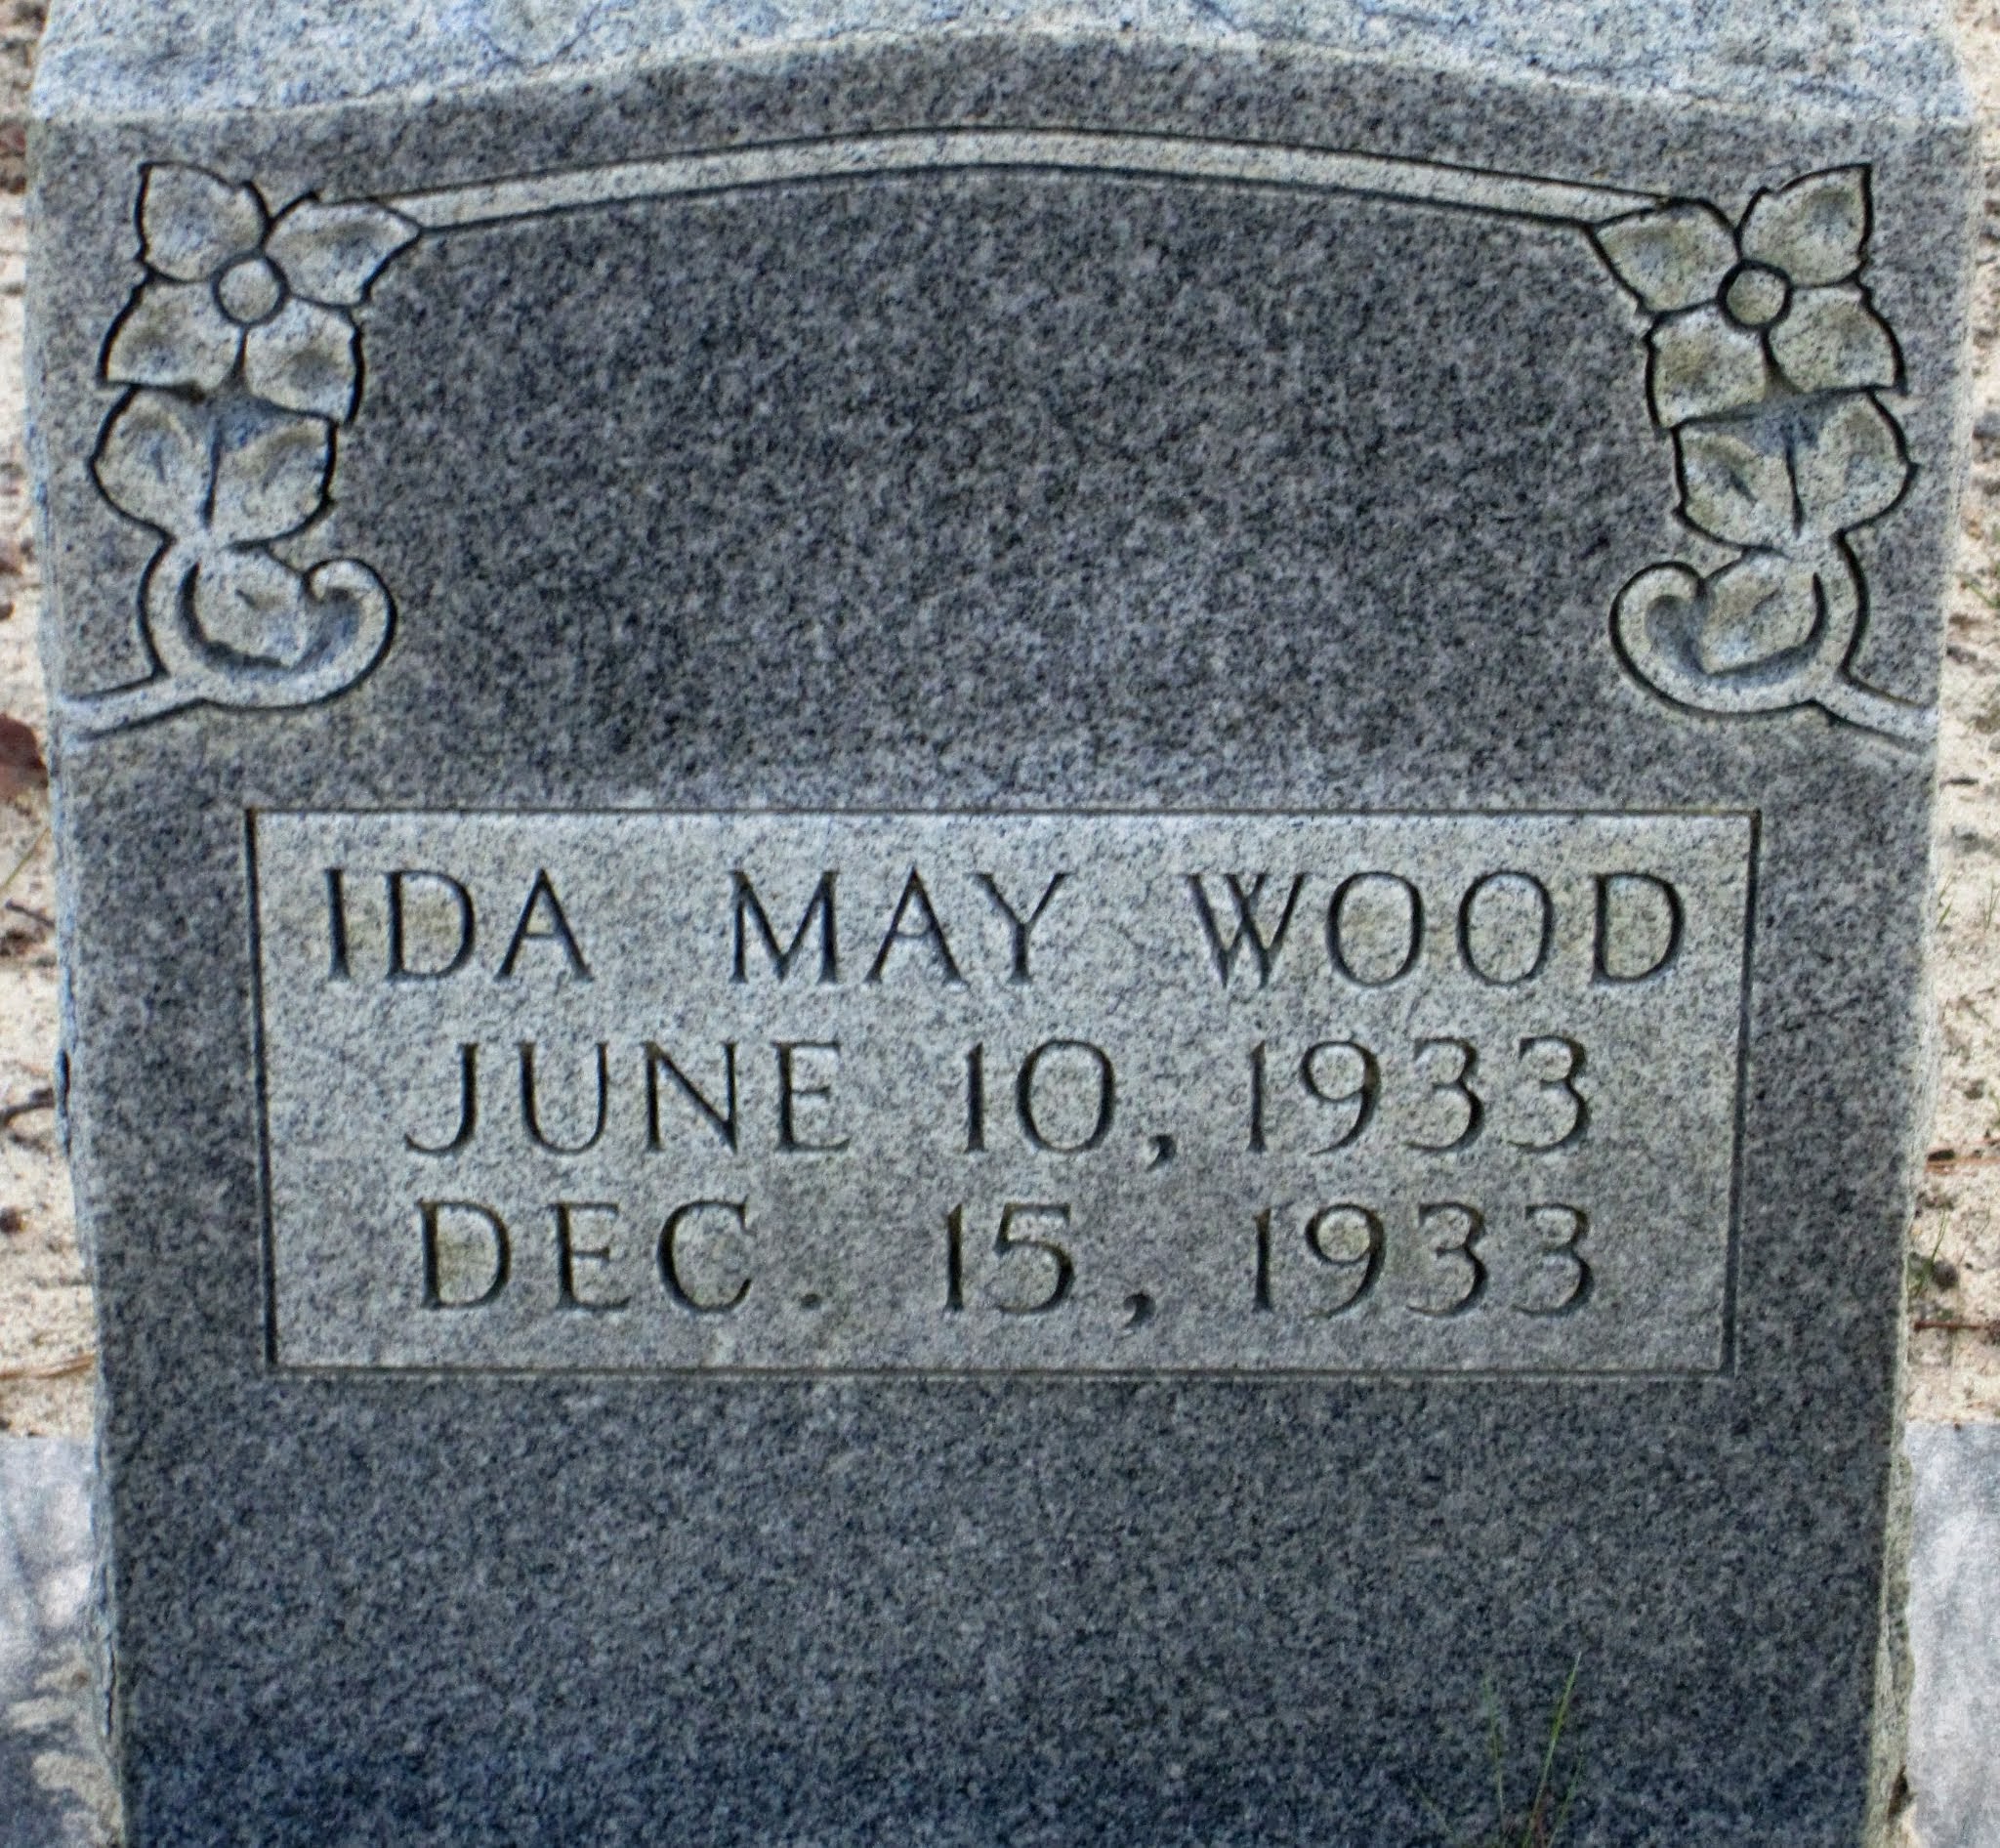 IDA MAY WOOD
JUNE 10, 1933
DEC. 15, 1933